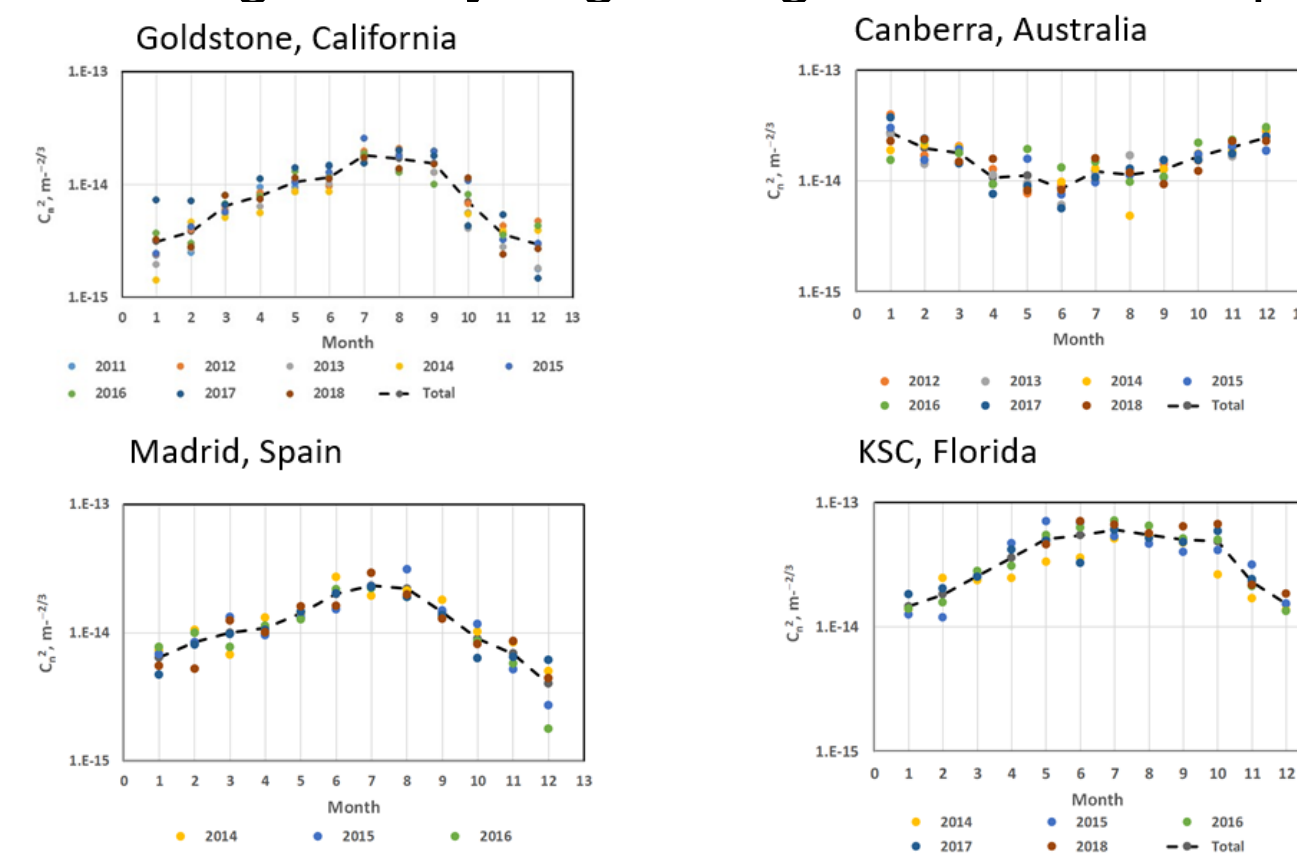 Goldstone, California
1.E-13
1.E-14
1.E-15
Cn², m-⁻²/³
0 1 2 3 4 5 6 7 8 9 10 11 12 13
Month
2011 2012 2013 2014 2015
2016 2017 2018 Total
Canberra, Australia
1.E-13
1.E-14
1.E-15
Cn², m-⁻²/³
0 1 2 3 4 5 6 7 8 9 10 11 12
Month
2012 2013 2014 2015
2016 2017 2018 Total
Madrid, Spain
1.E-13
1.E-14
1.E-15
Cn², m-⁻²/³
0 1 2 3 4 5 6 7 8 9 10 11 12 13
Month
2014 2015 2016
KSC, Florida
1.E-13
1.E-14
1.E-15
Cn², m-⁻²/³
0 1 2 3 4 5 6 7 8 9 10 11 12
Month
2014 2015 2016
2017 2018 Total